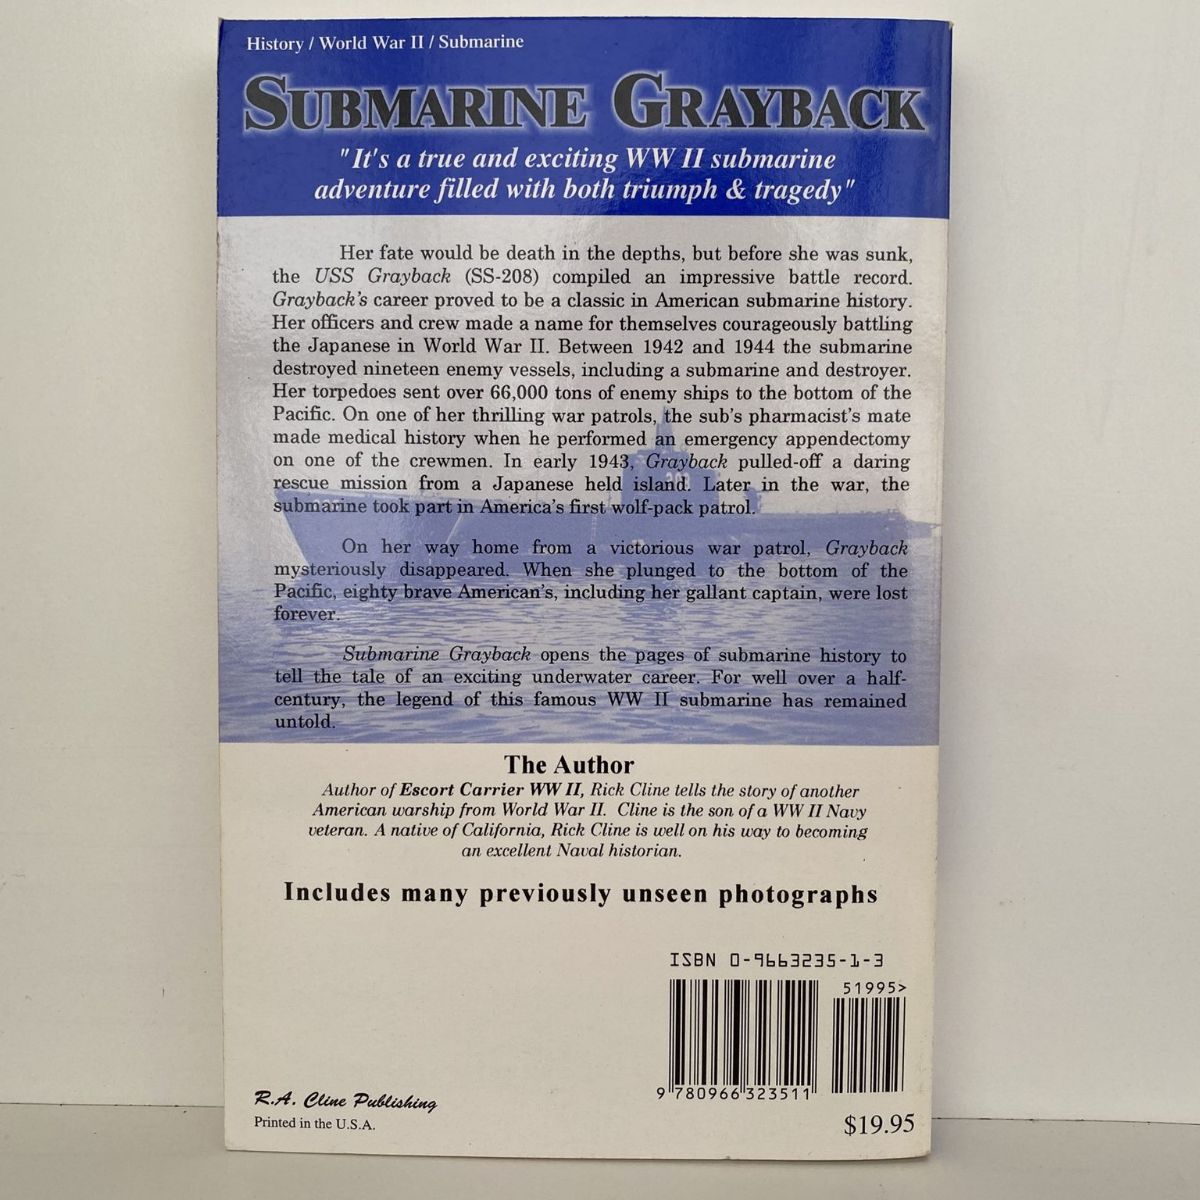 History / World War II / Submarine
SUBMARINE GRAYBACK
"It's a true and exciting WW II submarine
adventure filled with both triumph & tragedy"
Her fate would be death in the depths, but before she was sunk,
the USS Grayback (SS-208) compiled an impressive battle record.
Grayback's career proved to be a classic in American submarine history.
Her officers and crew made a name for themselves courageously battling
the Japanese in World War II. Between 1942 and 1944 the submarine
destroyed nineteen enemy vessels, including a submarine and destroyer.
Her torpedoes sent over 66,000 tons of enemy ships to the bottom of the
Pacific. On one of her thrilling war patrols, the sub's pharmacist's mate
made medical history when he performed an emergency appendectomy
on one of the crewmen. In early 1943, Grayback pulled-off a daring
rescue mission from a Japanese held island. Later in the war, the
submarine took part in America's first wolf-pack patrol.
On her way home from a victorious war patrol, Grayback
mysteriously disappeared. When she plunged to the bottom of the
Pacific, eighty brave American's, including her gallant captain, were lost
forever.
Submarine Grayback opens the pages of submarine history to
tell the tale of an exciting underwater career. For well over a half-
century, the legend of this famous WW II submarine has remained
untold.
The Author
Author of Escort Carrier WW II, Rick Cline tells the story of another
American warship from World War II. Cline is the son of a WW II Navy
veteran. A native of California, Rick Cline is well on his way to becoming
an excellent Naval historian.
Includes many previously unseen photographs
ISBN 0-9663235-1-3
51995>
9 780966 323511
R.A. Cline Publishing
Printed in the U.S.A.
$19.95